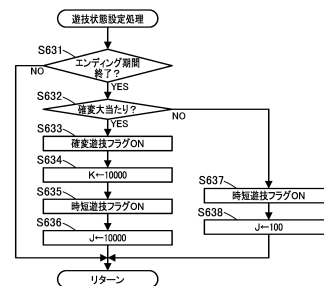 遊技状態設定処理
S631
エンディング期間
終了？
NO
YES
S632
確変大当たり？
NO
YES
S633
確変遊技フラグON
S634
K←10000
S635
時短遊技フラグON
S636
J←10000
S637
時短遊技フラグON
S638
J←100
リターン